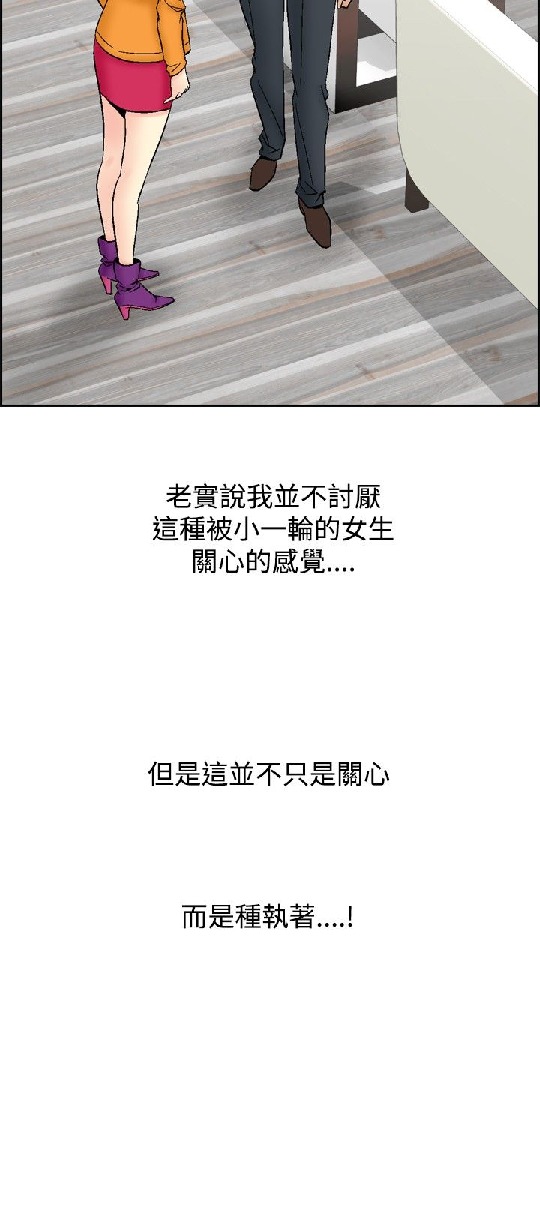 老實說我並不討厭
這種被小一輪的女生
關心的感覺....
但是這並不只是關心
而是種執著....!